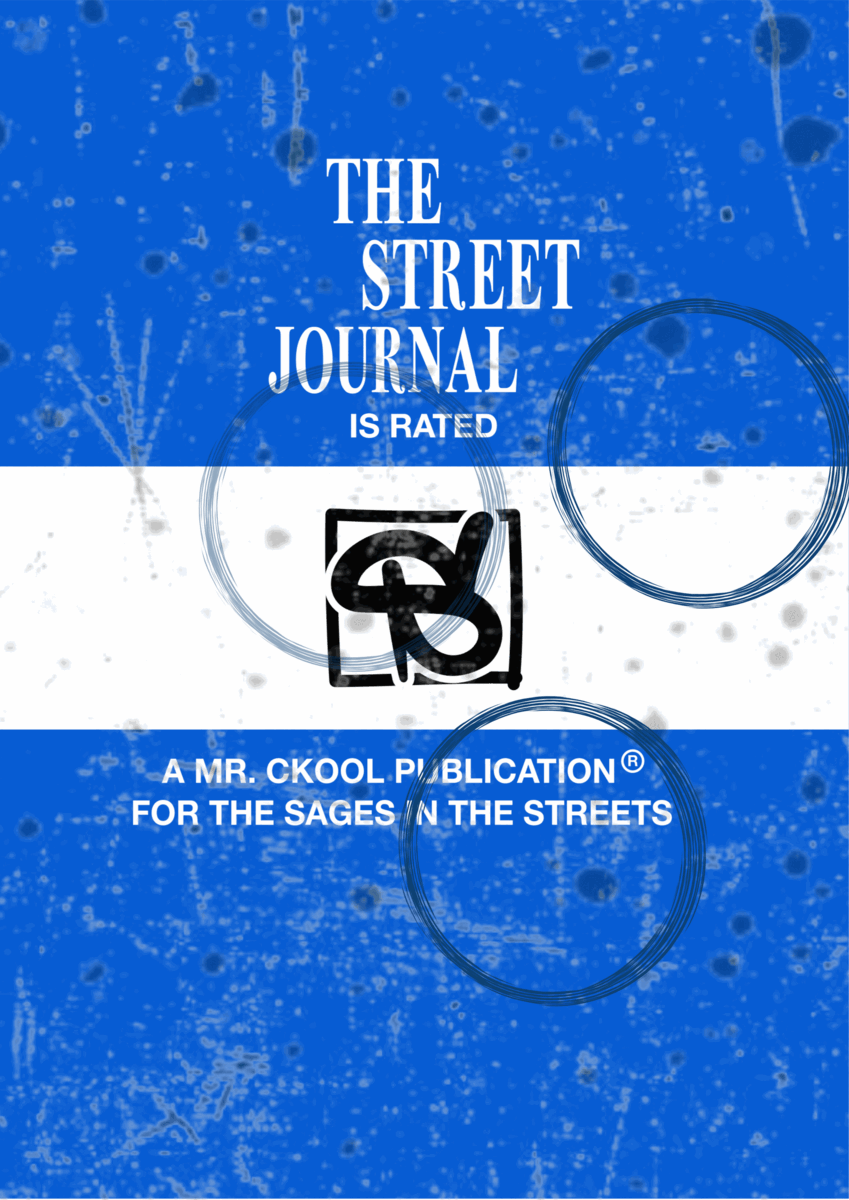 THE
STREET
JOURNAL
IS RATED
A MR. CKOOL PUBLICATION®
FOR THE SAGES IN THE STREETS